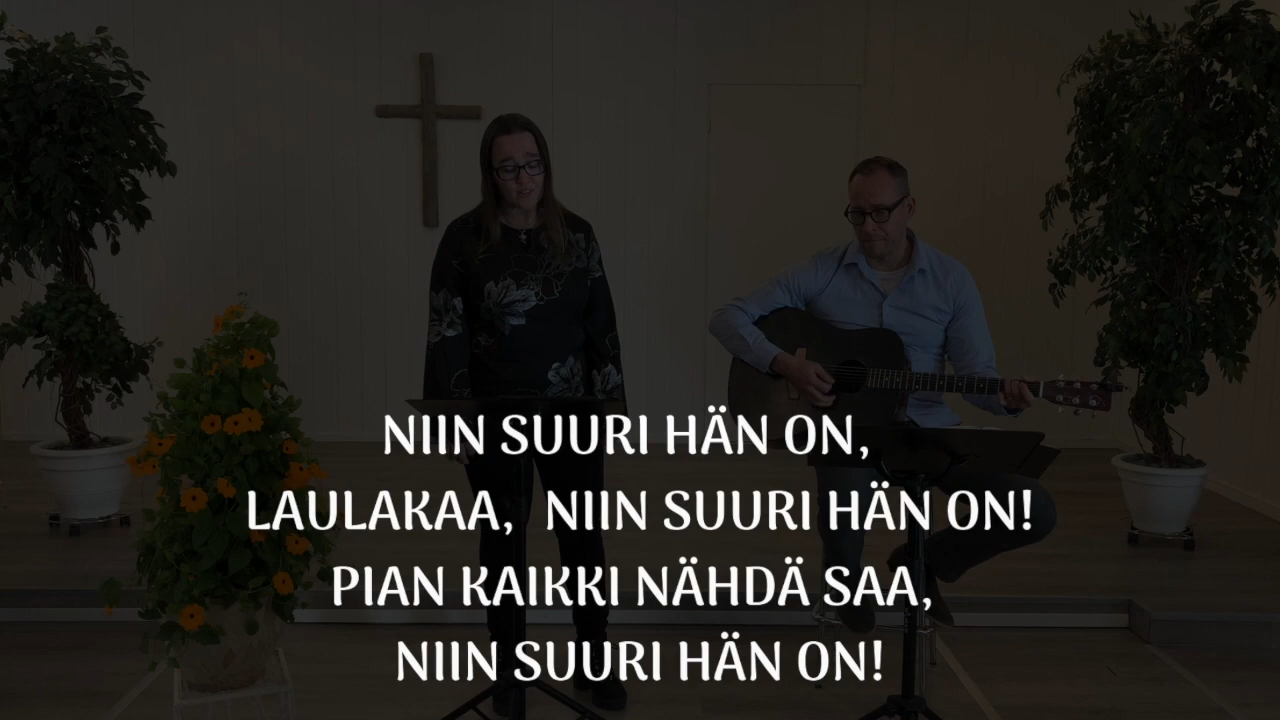 NIIN SUURI HÄN ON,
LAULAKAA, NIIN SUURI HÄN ON!
PIAN KAIKKI NÄHDÄ SAA,
NIIN SUURI HÄN ON!